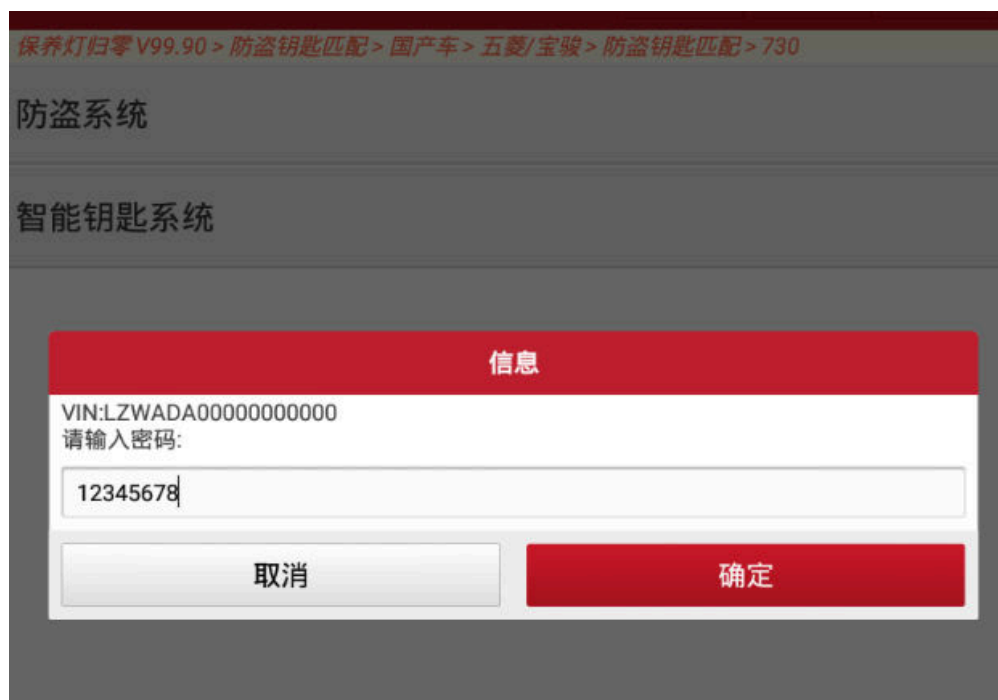 保养灯归零 V99.90 > 防盗钥匙匹配 > 国产车 > 五菱/宝骏 > 防盗钥匙匹配 > 730
防盗系统
智能钥匙系统
信息
VIN:LZWADA00000000000
请输入密码:
12345678
取消
确定